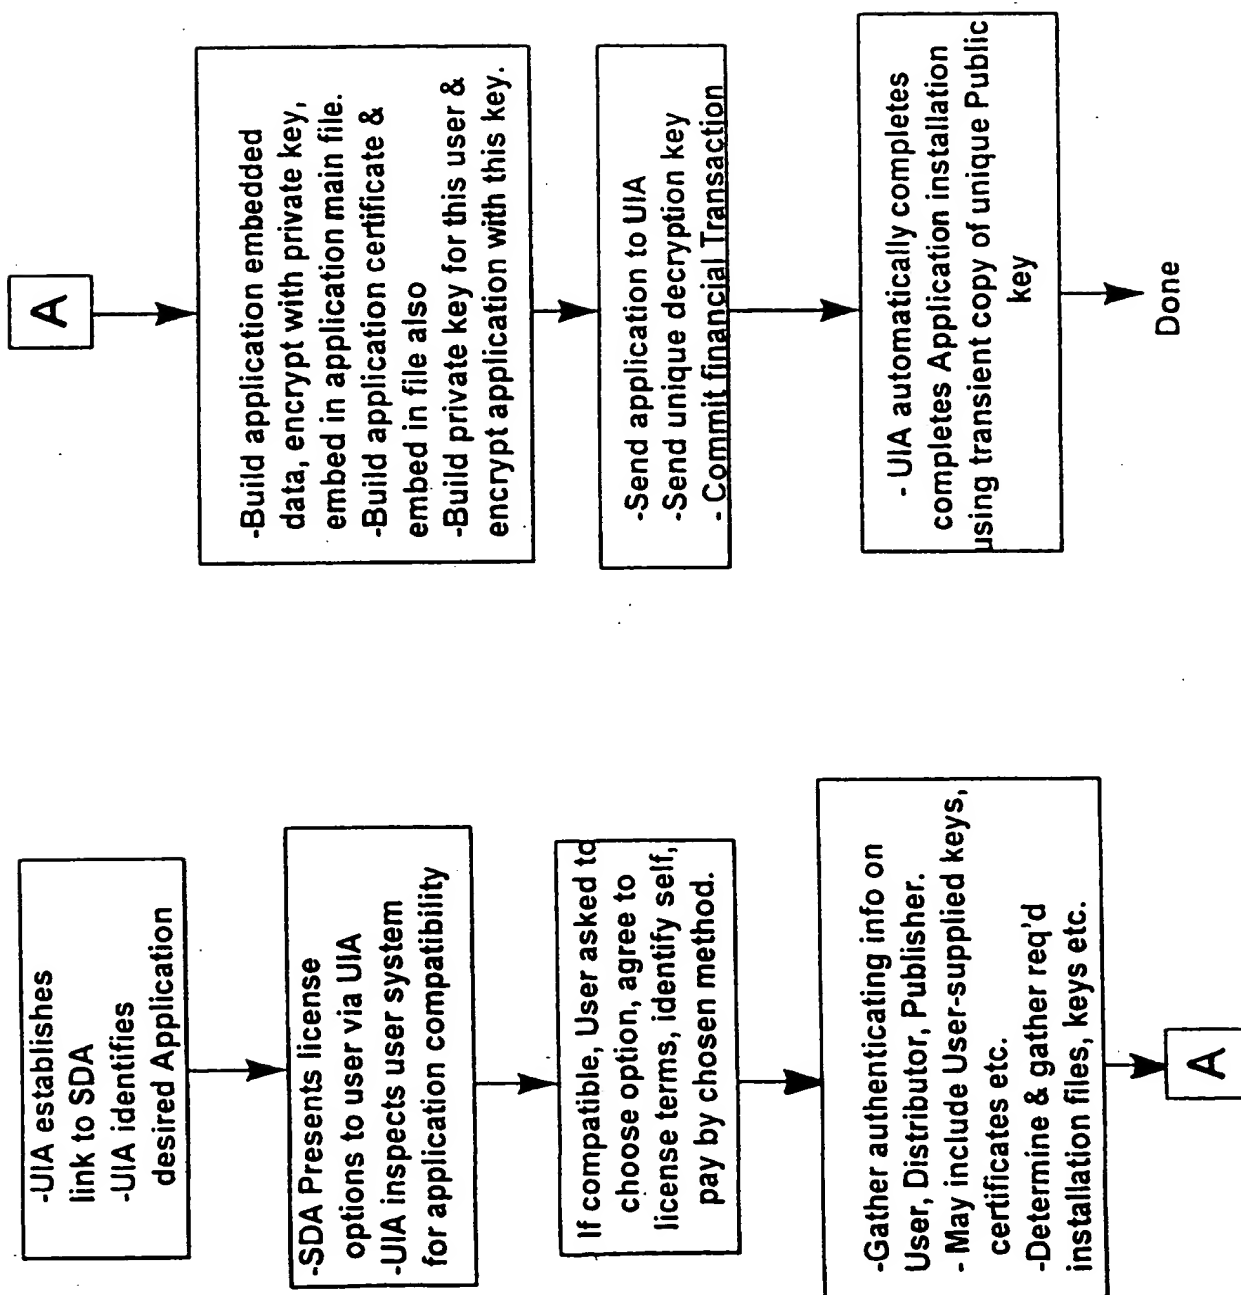 -UIA establishes
link to SDA
-UIA identifies
desired Application
-SDA Presents license
options to user via UIA
-UIA inspects user system
for application compatibility
If compatible, User asked to
choose option, agree to
license terms, identify self,
pay by chosen method.
-Gather authenticating info on
User, Distributor, Publisher.
- May include User-supplied keys,
certificates etc.
-Determine & gather req'd
installation files, keys etc.
A
A
-Build application embedded
data, encrypt with private key,
embed in application main file.
-Build application certificate &
embed in file also
-Build private key for this user &
encrypt application with this key.
-Send application to UIA
-Send unique decryption key
- Commit financial Transaction
- UIA automatically completes
completes Application installation
using transient copy of unique Public
key
Done